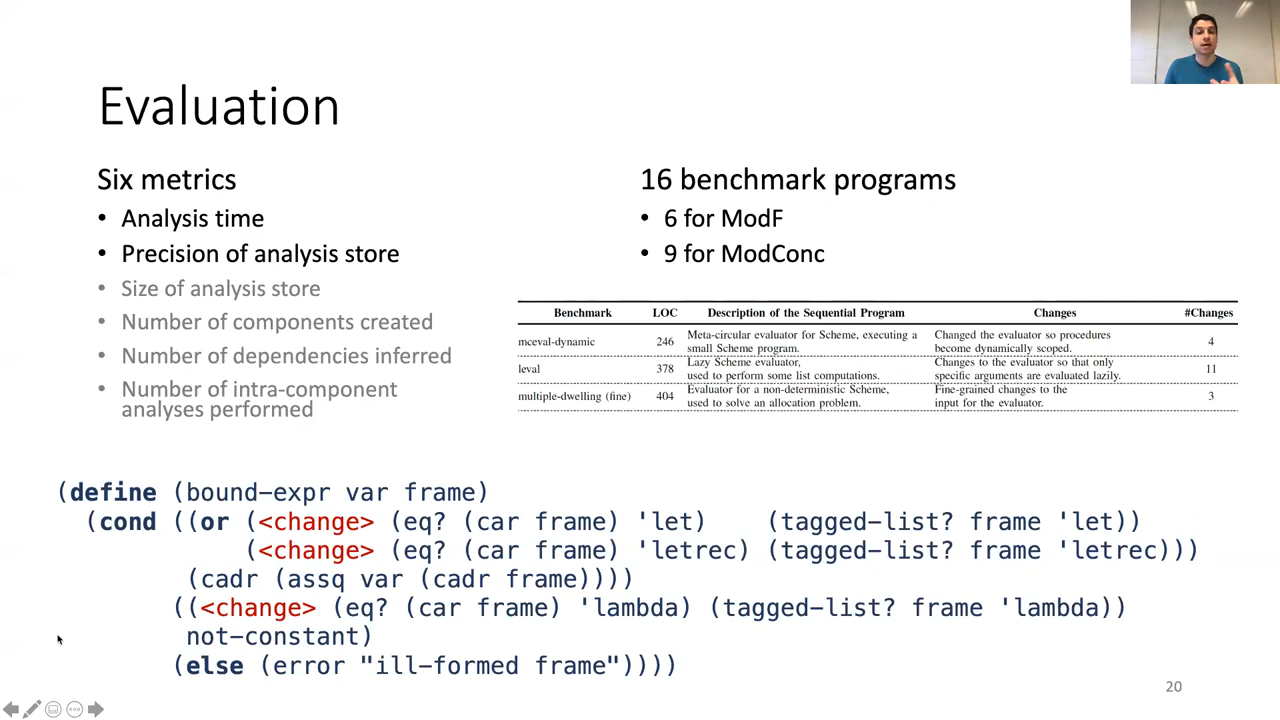 Evaluation
Six metrics
• Analysis time
• Precision of analysis store
• Size of analysis store
• Number of components created
• Number of dependencies inferred
• Number of intra-component
analyses performed
16 benchmark programs
• 6 for ModF
• 9 for ModConc
Benchmark LOC Description of the Sequential Program Changes #Changes
mceval-dynamic 246 Meta-circular evaluator for Scheme, executing a small Scheme program. Changed the evaluator so procedures become dynamically scoped. 4
leval 378 Lazy Scheme evaluator, used to perform some list computations. Changes to the evaluator so that only specific arguments are evaluated lazily. 11
multiple-dwelling (fine) 404 Evaluator for a non-deterministic Scheme, used to solve an allocation problem. Fine-grained changes to the input for the evaluator. 3
(define (bound-expr var frame)
(cond ((or (<change> (eq? (car frame) 'let) (tagged-list? frame 'let))
(<change> (eq? (car frame) 'letrec) (tagged-list? frame 'letrec)))
(cadr (assq var (cadr frame))))
((<change> (eq? (car frame) 'lambda) (tagged-list? frame 'lambda))
not-constant)
(else (error "ill-formed frame"))))
20